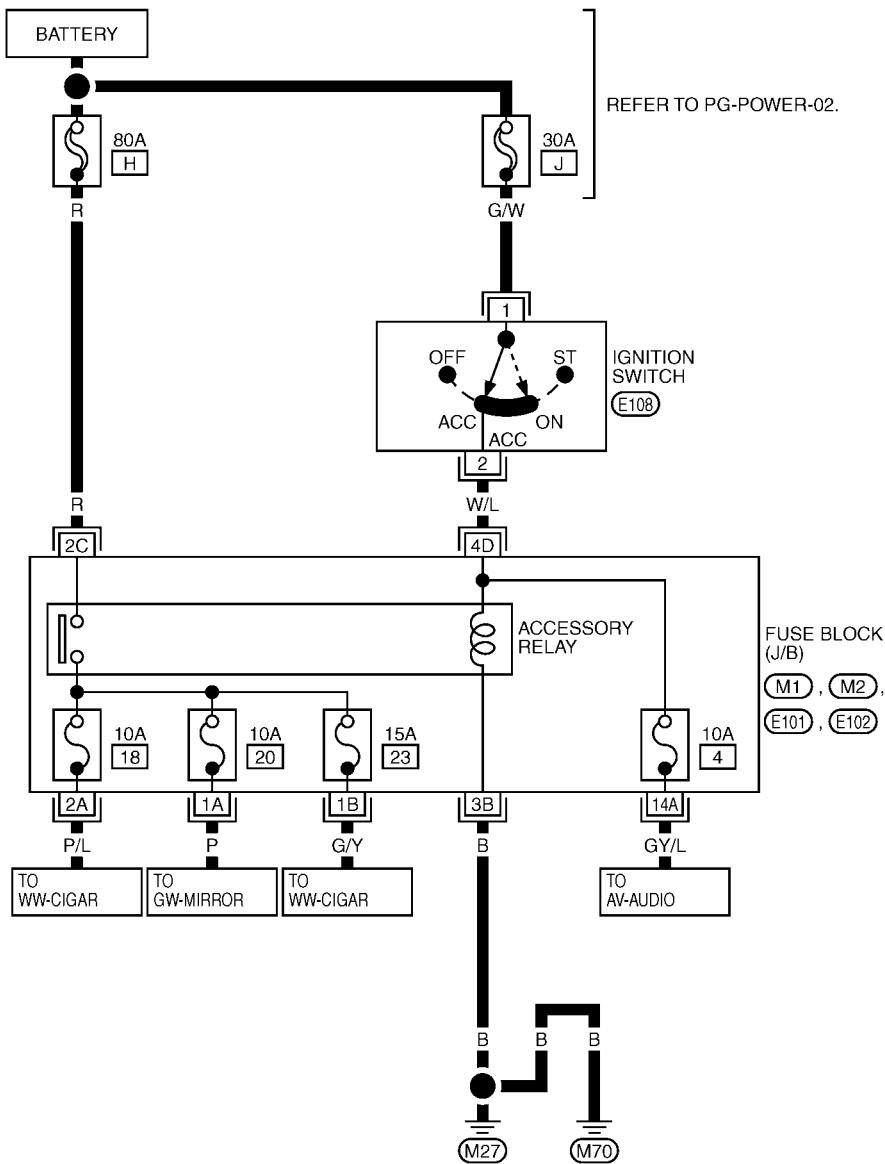 BATTERY
REFER TO PG-POWER-02.
80A
H
30A
J
R
G/W
1
OFF
ST
IGNITION
SWITCH
E108
ACC
ON
ACC
2
R
W/L
2C
4D
ACCESSORY
RELAY
FUSE BLOCK
(J/B)
M1 , M2 ,
E101 , E102
10A
18
10A
20
15A
23
10A
4
2A
1A
1B
3B
14A
P/L
P
G/Y
B
GY/L
TO
WW-CIGAR
TO
GW-MIRROR
TO
WW-CIGAR
TO
AV-AUDIO
B
B
B
M27
M70